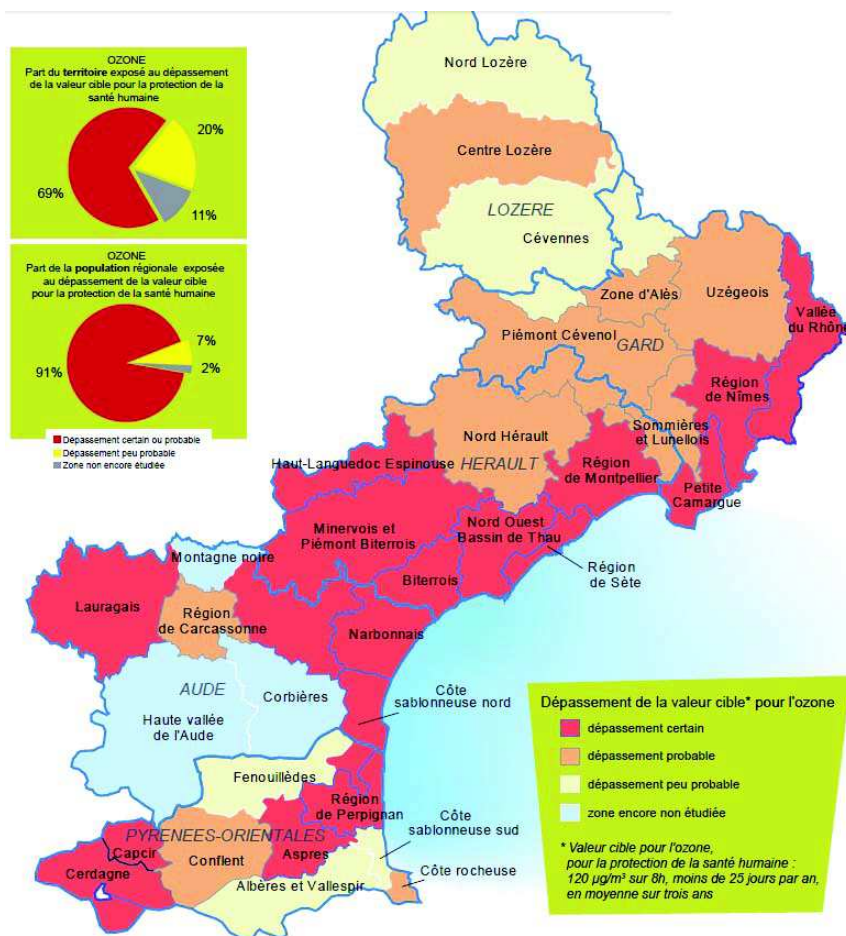 OZONE
Part du territoire exposé au dépassement
de la valeur cible pour la protection de la
santé humaine
20%
69%
11%
OZONE
Part de la population régionale exposée
au dépassement de la valeur cible
pour la protection de la santé humaine
7%
91%
2%
Dépassement certain ou probable
Dépassement peu probable
Zone non encore étudiée
Nord Lozère
Centre Lozère
LOZERE
Cévennes
Zone d'Alès
Uzégeois
Vallée
du Rhône
Piémont Cévenol
GARD
Région
de Nîmes
Sommières
et Lunellois
Nord Hérault
Haut-Languedoc Espinouse
HERAULT
Région
de Montpellier
Petite
Camargue
Minervois et
Piémont Biterrois
Nord Ouest
Bassin de Thau
Montagne noire
Biterrois
Région
de Sète
Lauragais
Région
de Carcassonne
Narbonnais
AUDE
Corbières
Côte
sablonneuse nord
Haute vallée
de l'Aude
Fenouillèdes
Région
de Perpignan
Côte
sablonneuse sud
PYRENEES-ORIENTALES
Capcir
Conflent
Aspres
Côte rocheuse
Cerdagne
Albères et Vallespir
Dépassement de la valeur cible* pour l'ozone
dépassement certain
dépassement probable
dépassement peu probable
zone encore non étudiée
* Valeur cible pour l'ozone,
pour la protection de la santé humaine :
120 µg/m³ sur 8h, moins de 25 jours par an,
en moyenne sur trois ans